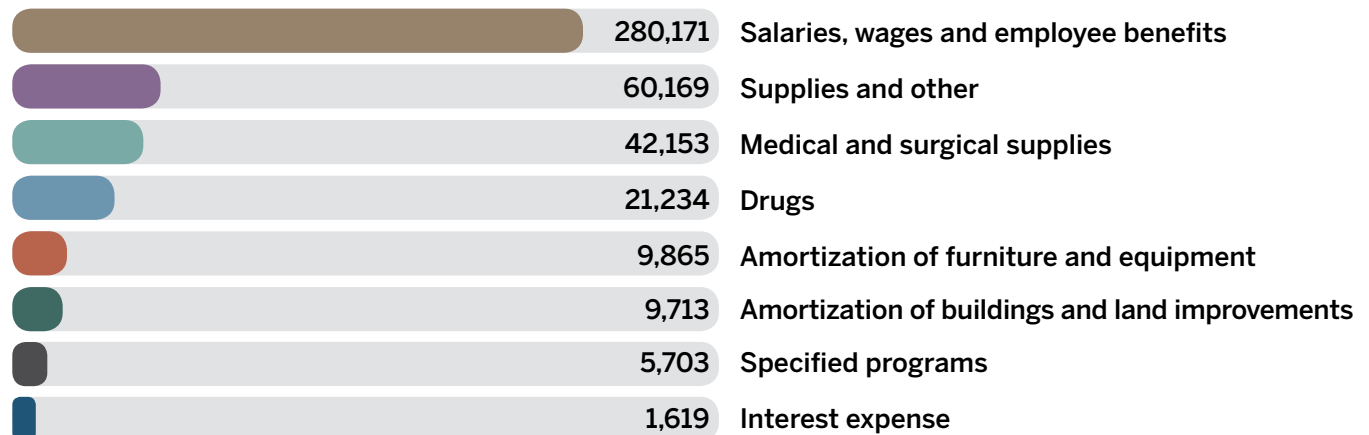 280,171 Salaries, wages and employee benefits
60,169 Supplies and other
42,153 Medical and surgical supplies
21,234 Drugs
9,865 Amortization of furniture and equipment
9,713 Amortization of buildings and land improvements
5,703 Specified programs
1,619 Interest expense